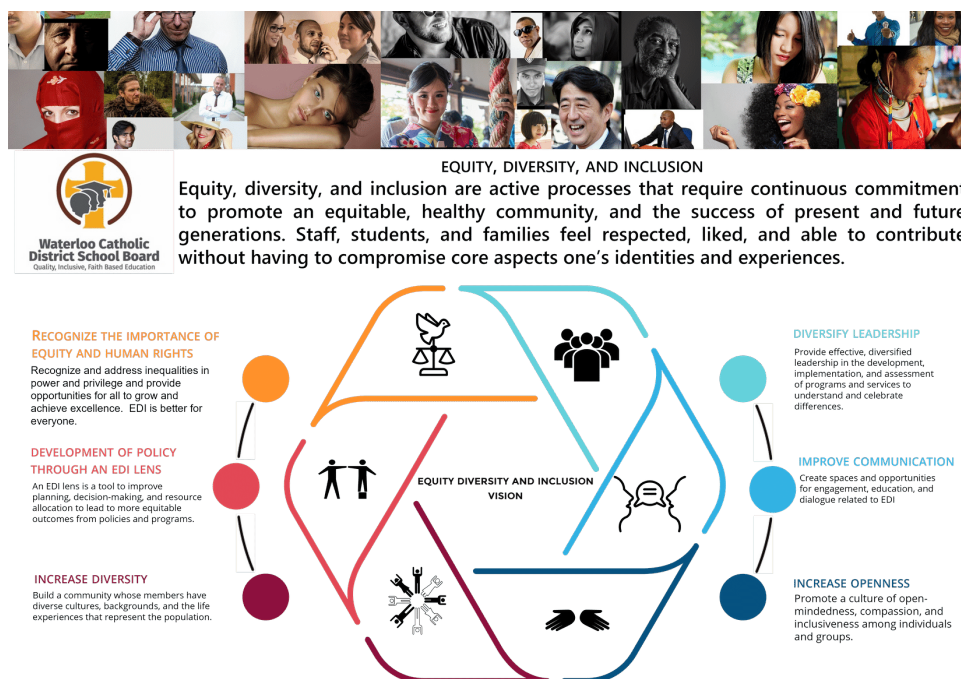 EQUITY, DIVERSITY, AND INCLUSION
Equity, diversity, and inclusion are active processes that require continuous commitment
to promote an equitable, healthy community, and the success of present and future
generations. Staff, students, and families feel respected, liked, and able to contribute
without having to compromise core aspects one's identities and experiences.
Waterloo Catholic
District School Board
Quality, Inclusive, Faith Based Education
RECOGNIZE THE IMPORTANCE OF
EQUITY AND HUMAN RIGHTS
Recognize and address inequalities in
power and privilege and provide
opportunities for all to grow and
achieve excellence. EDI is better for
everyone.
DEVELOPMENT OF POLICY
THROUGH AN EDI LENS
An EDI lens is a tool to improve
planning, decision-making, and resource
allocation to lead to more equitable
outcomes from policies and programs.
INCREASE DIVERSITY
Build a community whose members have
diverse cultures, backgrounds, and the life
experiences that represent the population.
EQUITY DIVERSITY AND INCLUSION
VISION
DIVERSIFY LEADERSHIP
Provide effective, diversified
leadership in the development,
implementation, and assessment
of programs and services to
understand and celebrate
differences.
IMPROVE COMMUNICATION
Create spaces and opportunities
for engagement, education, and
dialogue related to EDI
INCREASE OPENNESS
Promote a culture of open-
mindedness, compassion, and
inclusiveness among individuals
and groups.